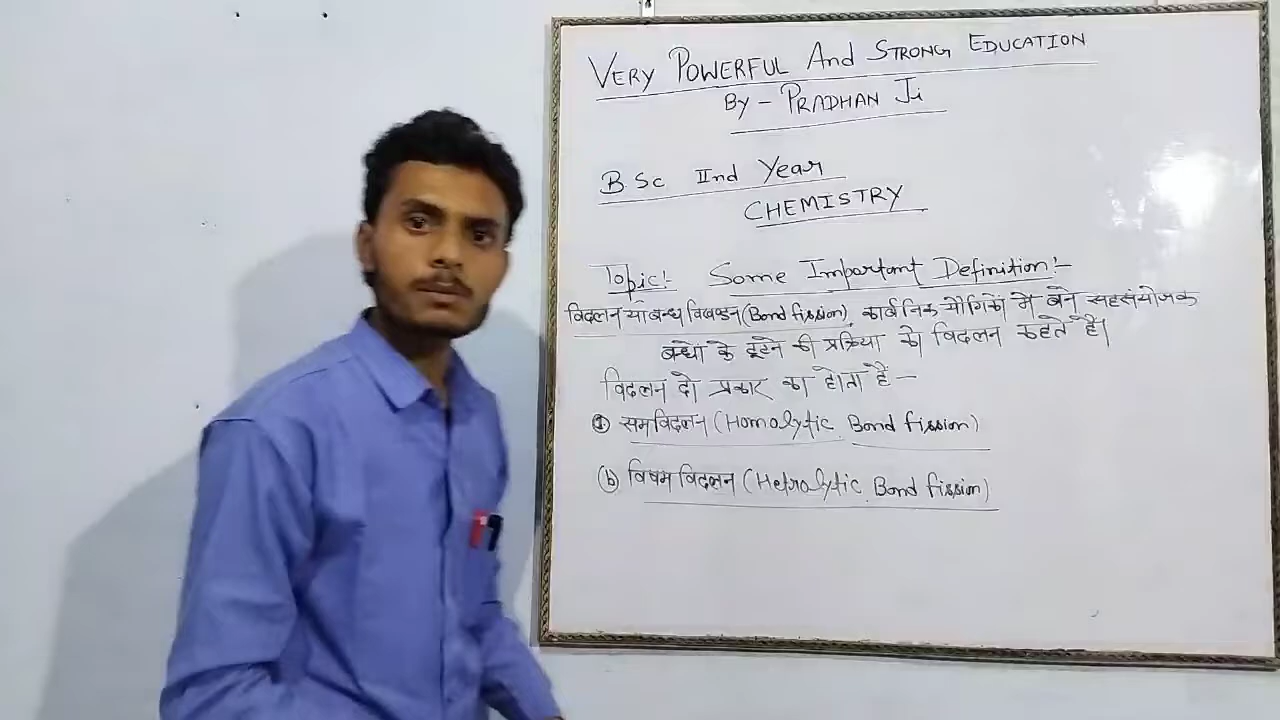 VERY POWERFUL And STRONG EDUCATION
By - PRADHAN Ji
B Sc IInd Year
CHEMISTRY
Topic! Some Important Definition!-
विदलन या बन्ध विखण्डन (Bond fission), कार्बनिक यौगिकों में बने सहसंयोजक
बन्धो के टूटने की प्रक्रिया को विदलन कहते है।
विदलन दो प्रकार का होता है -
(a) समविदलन (Homolytic Bond fission)
(b) विषम विदलन (Hetrolytic Bond fission)